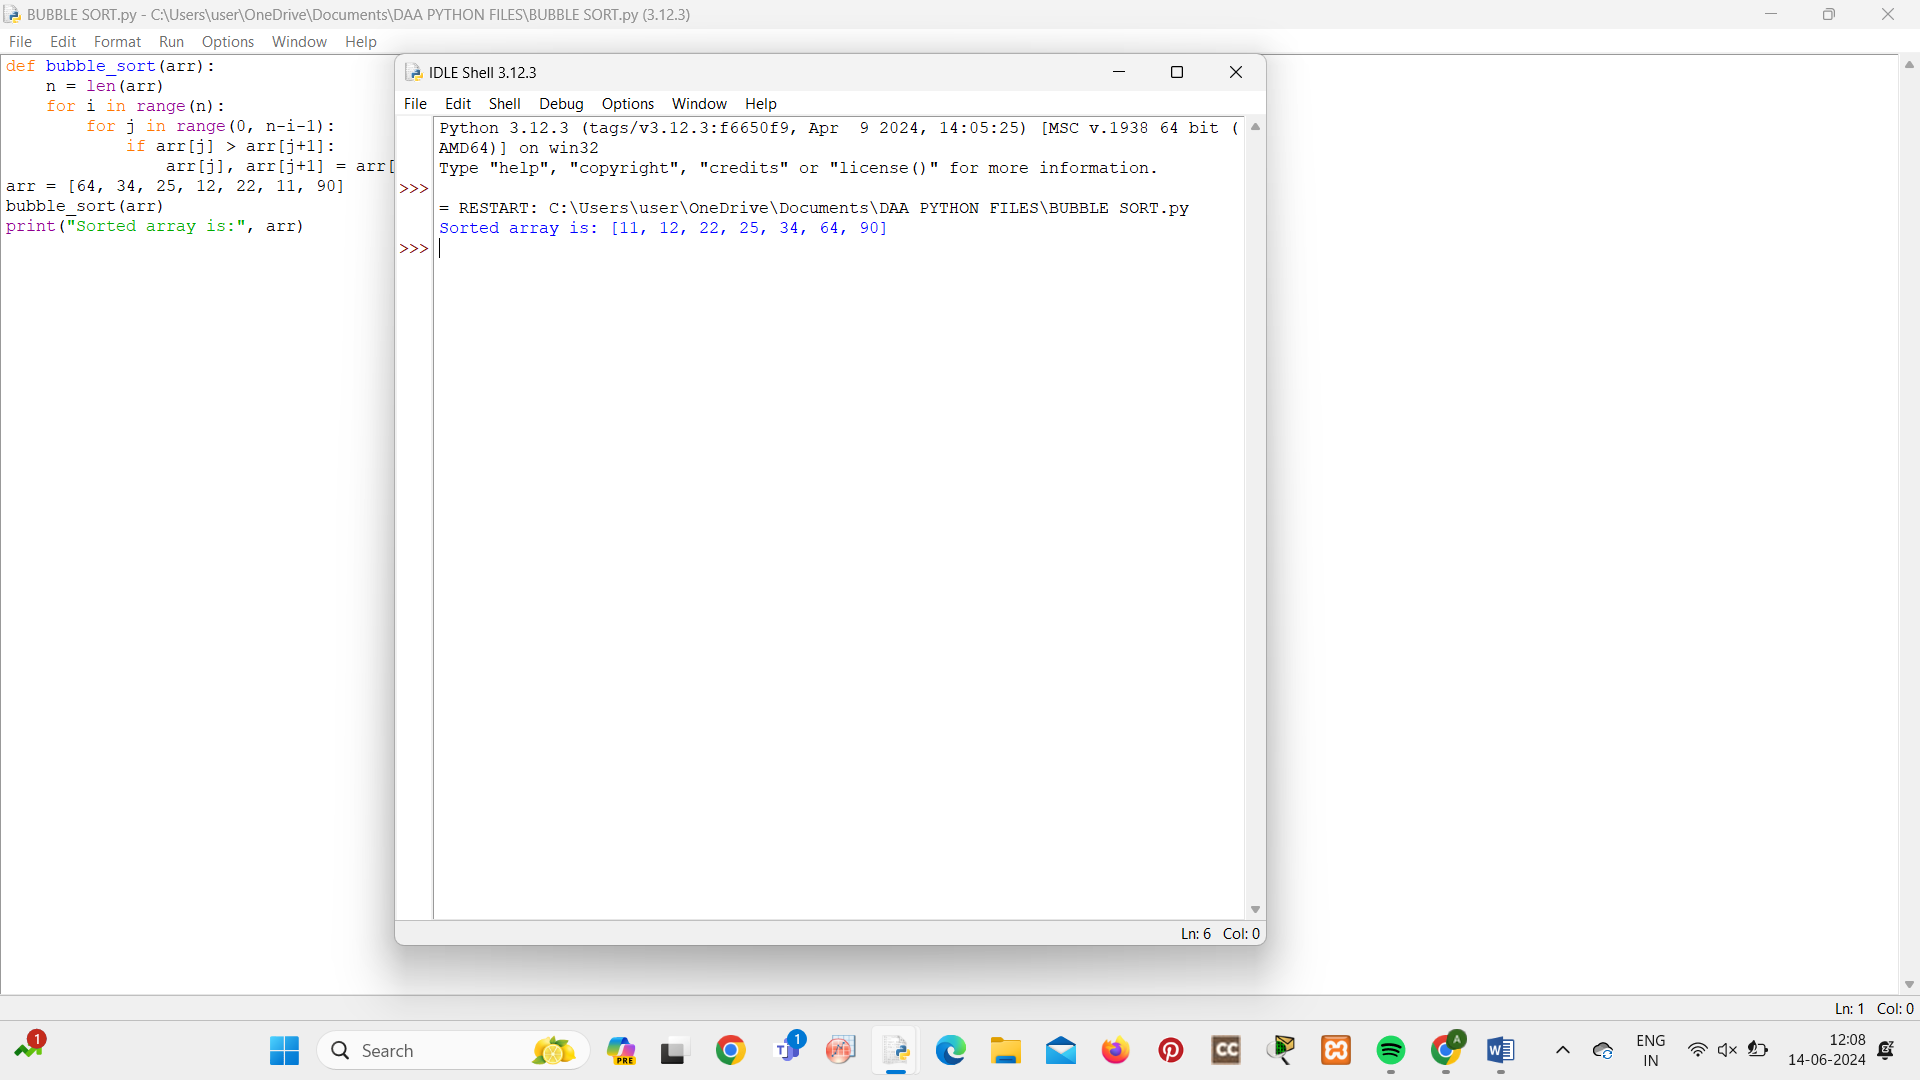 BUBBLE SORT.py - C:\Users\user\OneDrive\Documents\DAA PYTHON FILES\BUBBLE SORT.py (3.12.3)
File Edit Format Run Options Window Help
def bubble_sort(arr):
    n = len(arr)
    for i in range(n):
        for j in range(0, n-i-1):
            if arr[j] > arr[j+1]:
                arr[j], arr[j+1] = arr[
arr = [64, 34, 25, 12, 22, 11, 90]
bubble_sort(arr)
print("Sorted array is:", arr)
IDLE Shell 3.12.3
File Edit Shell Debug Options Window Help
Python 3.12.3 (tags/v3.12.3:f6650f9, Apr  9 2024, 14:05:25) [MSC v.1938 64 bit (
AMD64)] on win32
Type "help", "copyright", "credits" or "license()" for more information.
>>>
= RESTART: C:\Users\user\OneDrive\Documents\DAA PYTHON FILES\BUBBLE SORT.py
Sorted array is: [11, 12, 22, 25, 34, 64, 90]
>>>
Ln: 6 Col: 0
Ln: 1 Col: 0
1
Search
PRE
T
1
CC
A
W
ENG
IN
12:08
14-06-2024